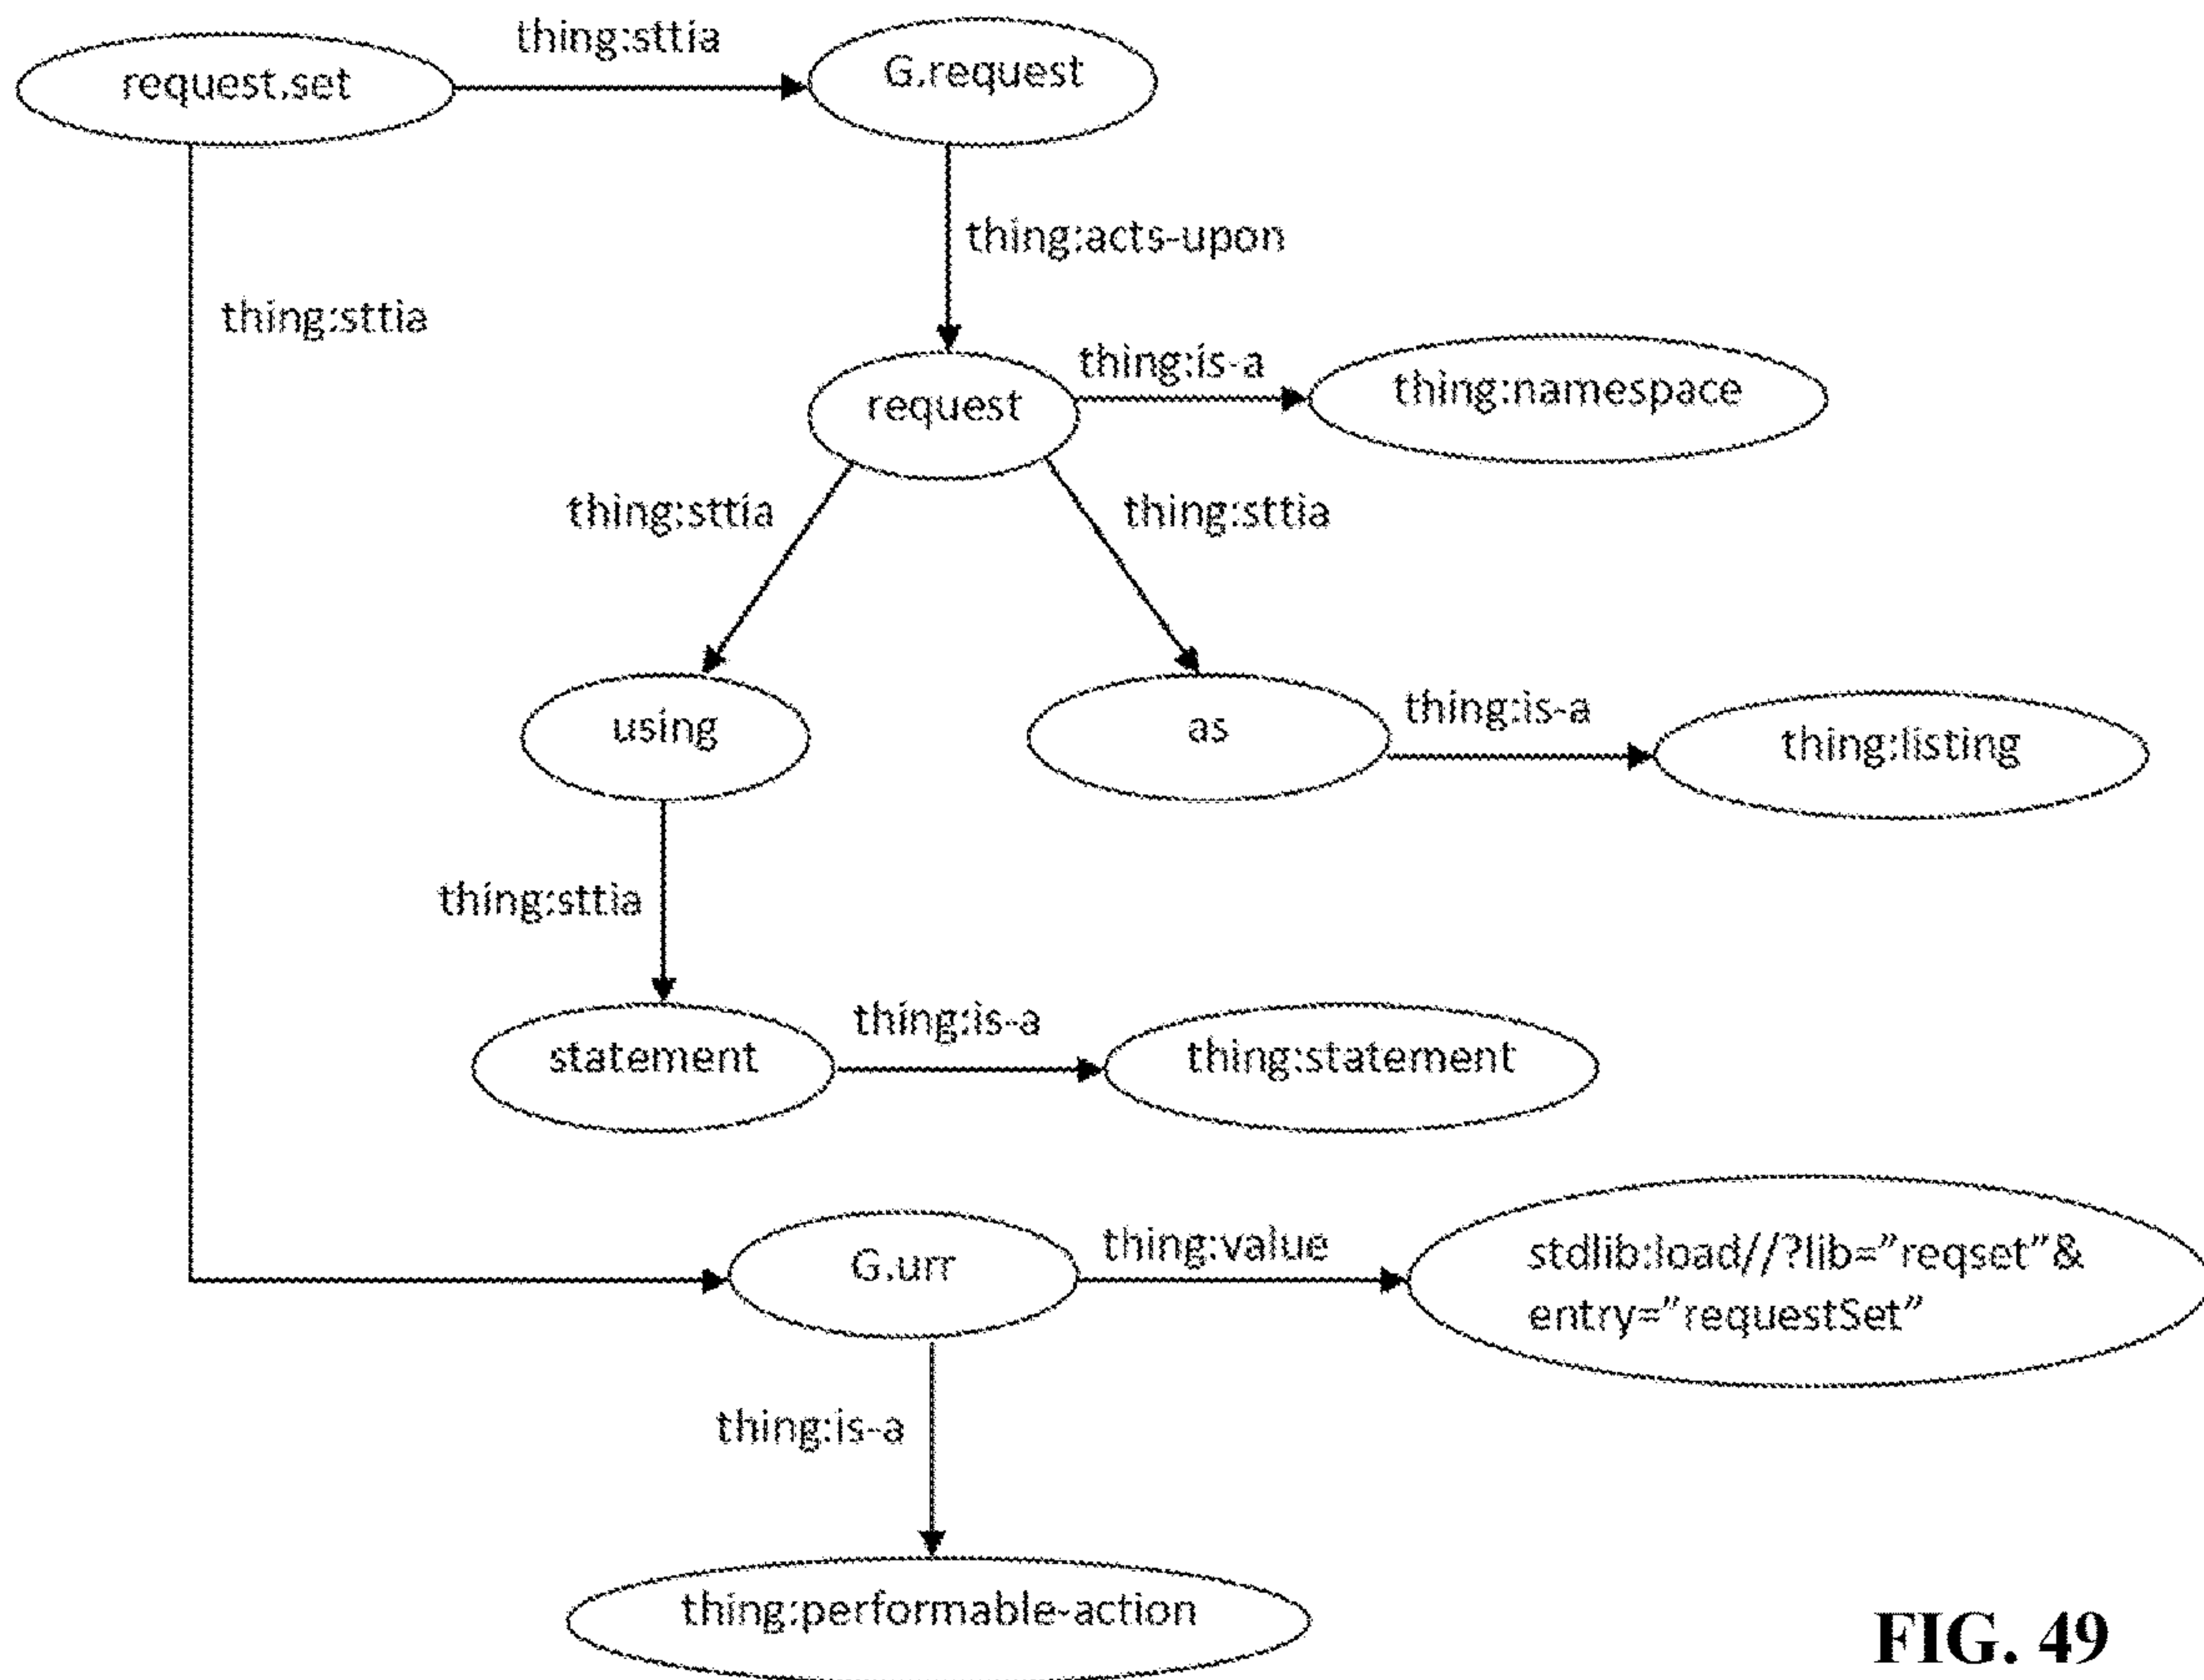 thing:sttia
request.set
G.request
thing:acts-upon
thing:sttia
thing:is-a
request
thing:namespace
thing:sttia
thing:sttia
using
as
thing:is-a
thing:listing
thing:sttia
statement
thing:is-a
thing:statement
G.urr
thing:value
stdlib:load//?lib=”reqset”&
entry=”requestSet”
thing:is-a
thing:performable-action
FIG. 49